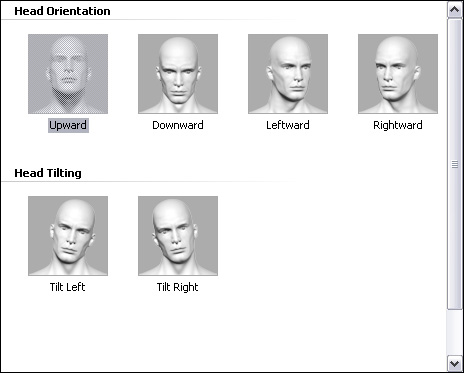 Head Orientation
Upward Downward Leftward Rightward
Head Tilting
Tilt Left Tilt Right